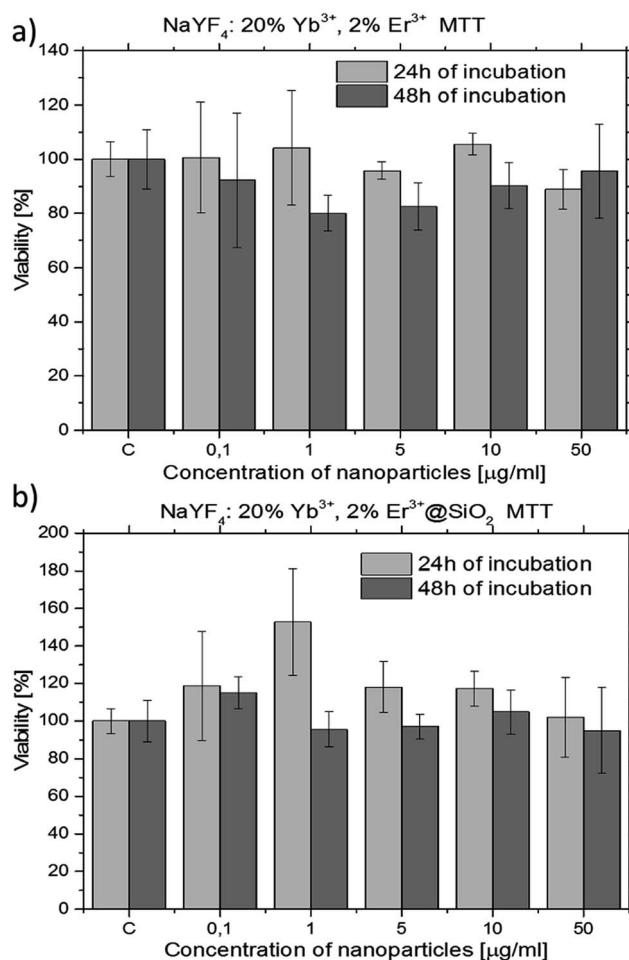 a)
NaYF₄: 20% Yb³⁺, 2% Er³⁺ MTT
24h of incubation
48h of incubation
Viability [%]
140
120
100
80
60
40
20
0
C 0,1 1 5 10 50
Concentration of nanoparticles [μg/ml]
b)
NaYF₄: 20% Yb³⁺, 2% Er³⁺@SiO₂ MTT
24h of incubation
48h of incubation
Viability [%]
200
180
160
140
120
100
80
60
40
20
0
C 0,1 1 5 10 50
Concentration of nanoparticles [μg/ml]